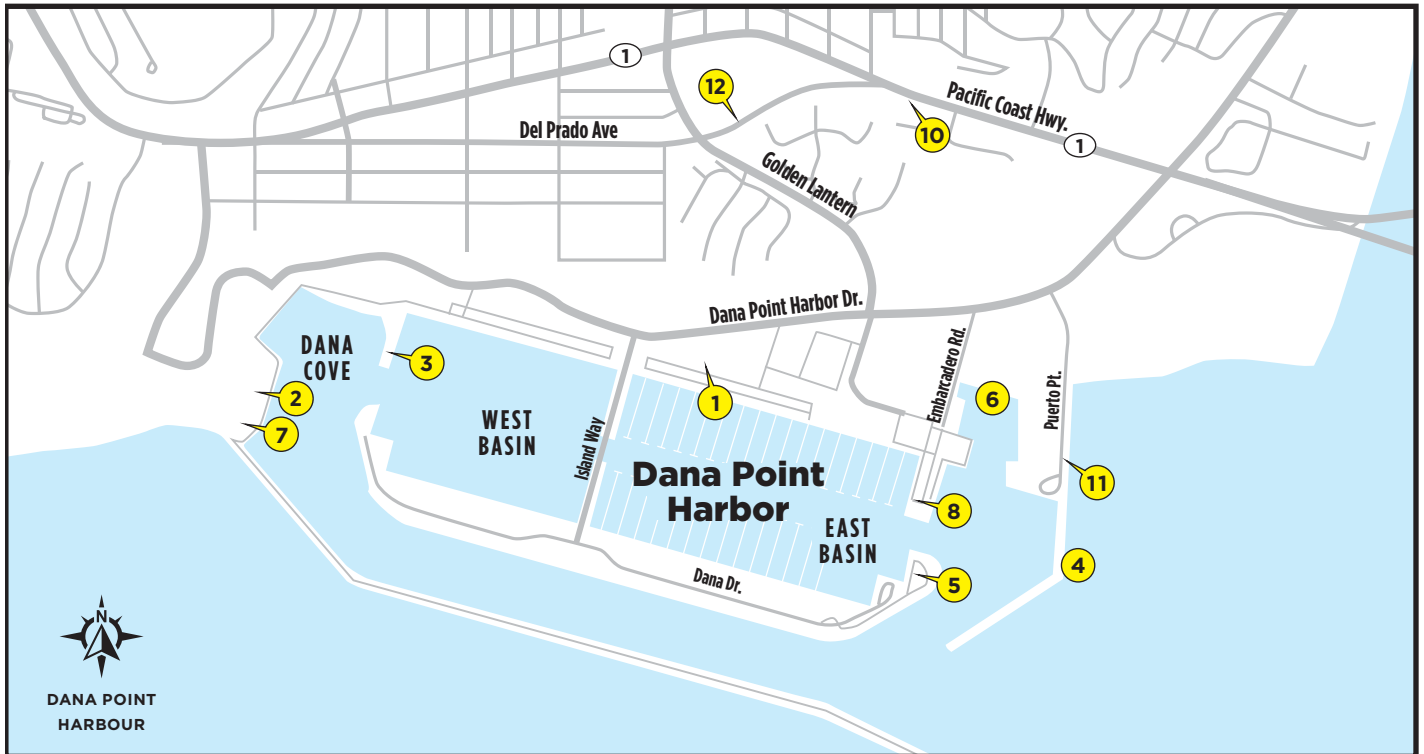 1
12
Pacific Coast Hwy.
Del Prado Ave
10
1
Golden Lantern
Dana Point Harbor Dr.
DANA
COVE
3
2
7
WEST
BASIN
Island Way
1
Embarcadero Rd.
6
Puerto Pt.
Dana Point
Harbor
11
8
EAST
BASIN
4
5
Dana Dr.
N
DANA POINT
HARBOUR